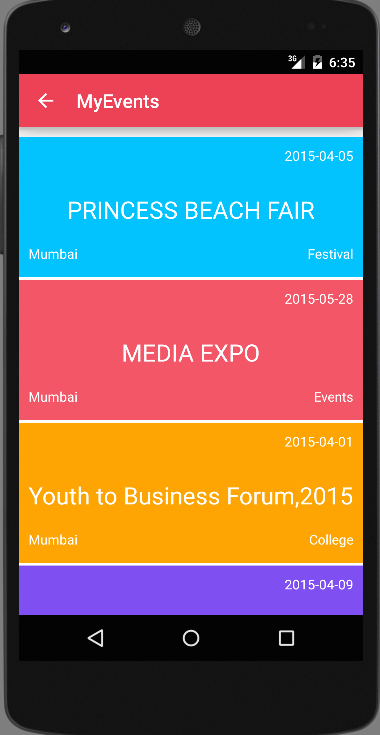 3G 6:35
MyEvents
2015-04-05
PRINCESS BEACH FAIR
Mumbai Festival
2015-05-28
MEDIA EXPO
Mumbai Events
2015-04-01
Youth to Business Forum,2015
Mumbai College
2015-04-09